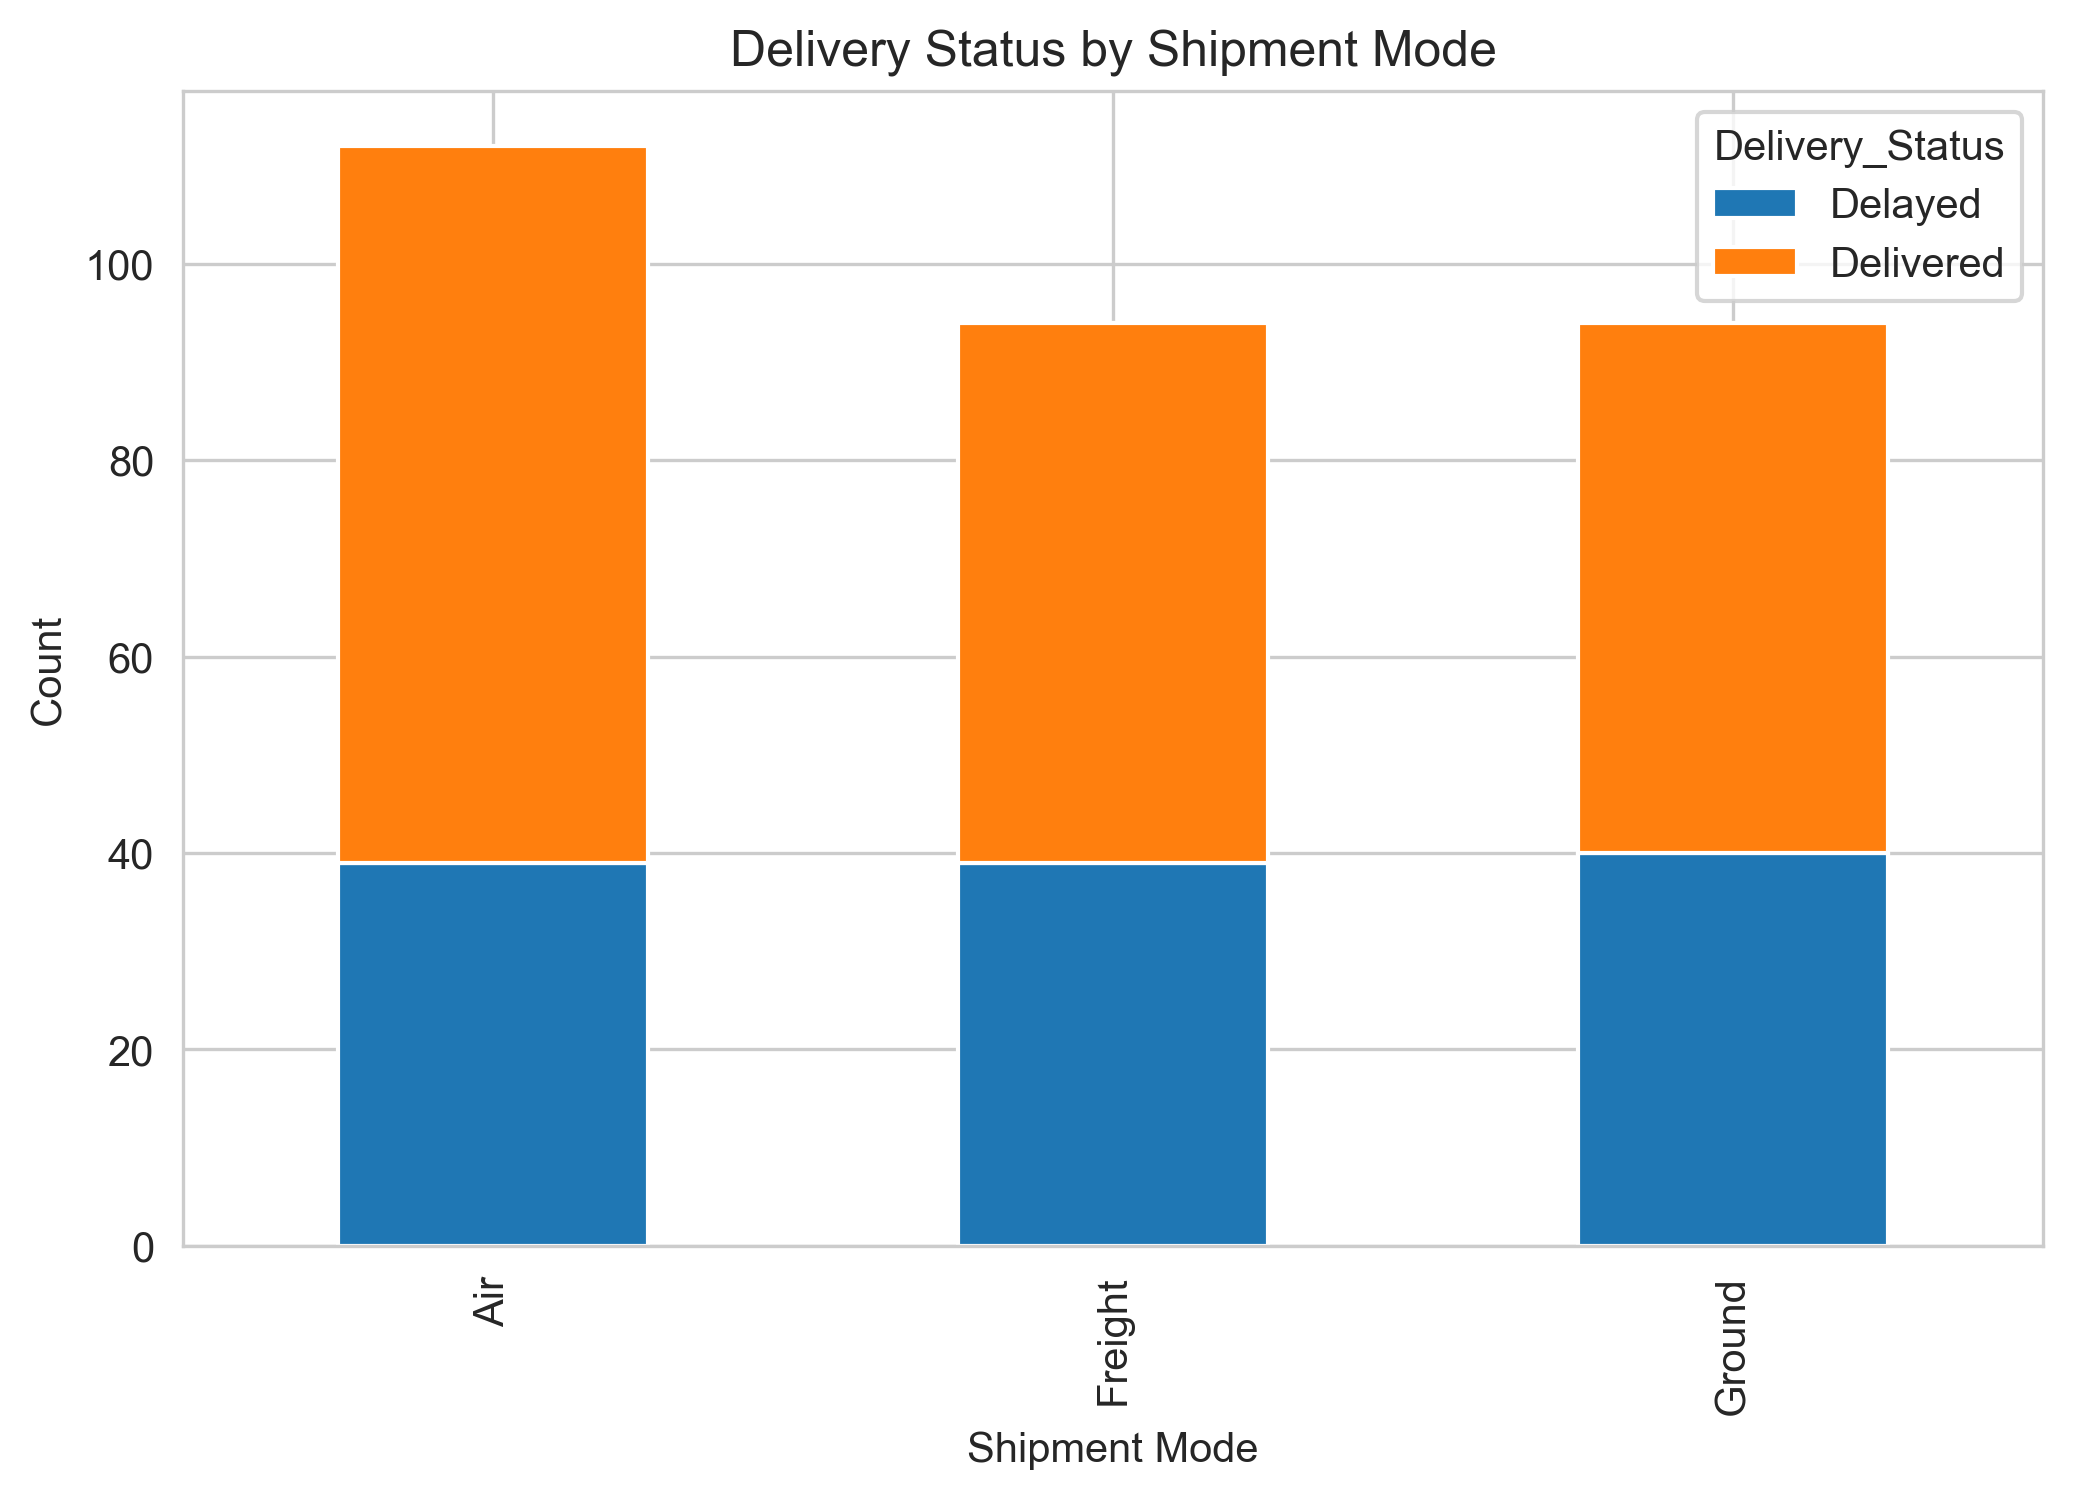 Delivery Status by Shipment Mode
Delivery_Status
Delayed
Delivered
100
80
60
40
20
0
Count
Air
Freight
Ground
Shipment Mode